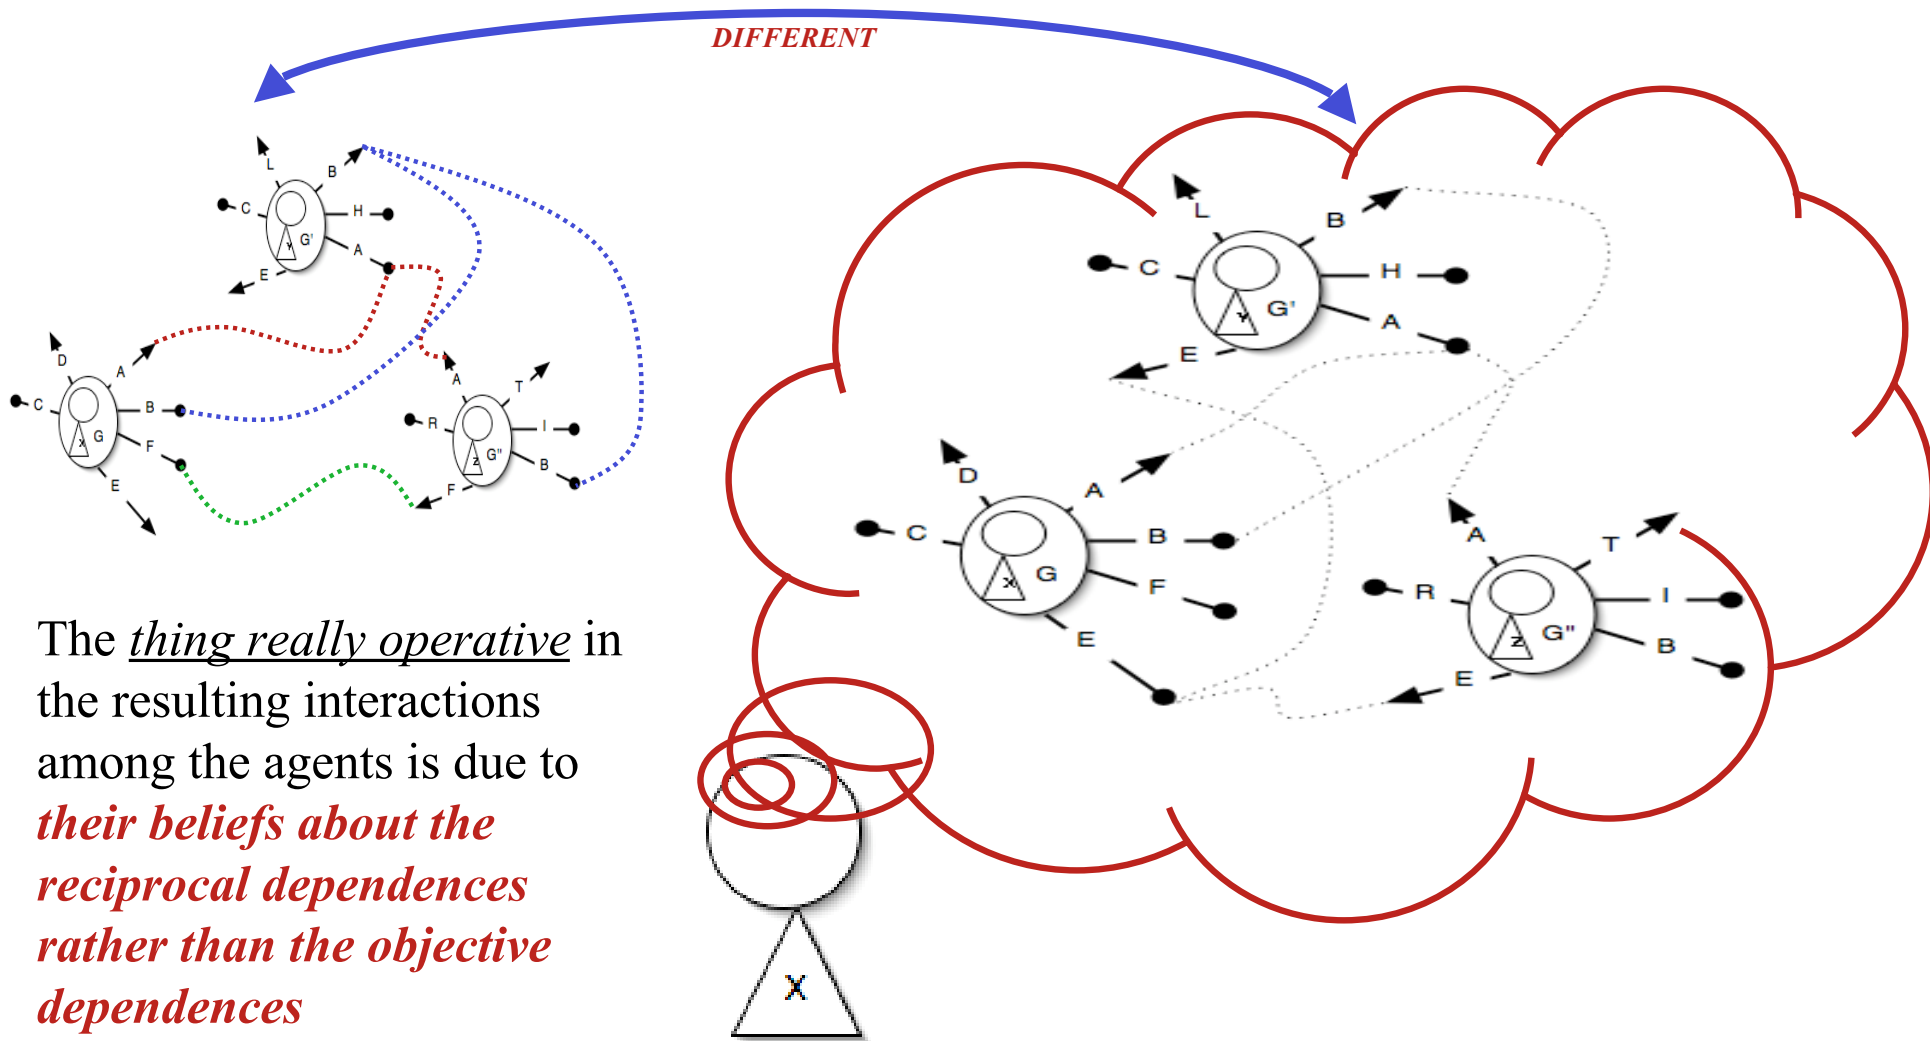 DIFFERENT
L
B
C
H
A
Y
G'
E
D
A
C
B
X
G
F
E
A
T
R
I
Z
G"
B
F
L
B
C
H
A
Y
G'
E
D
A
C
B
X
G
F
E
A
T
R
I
Z
G"
B
E
The thing really operative in
the resulting interactions
among the agents is due to
their beliefs about the
reciprocal dependences
rather than the objective
dependences
X